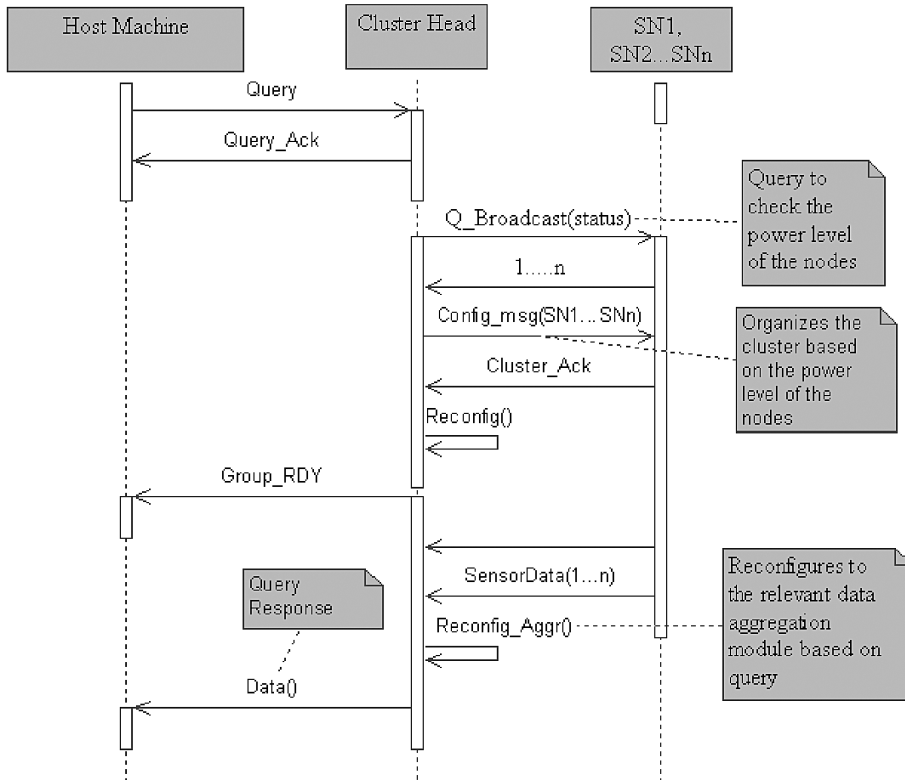 Host Machine
Cluster Head
SN1,
SN2...SNn
Query
Query_Ack
Query to
check the
power level
of the nodes
Q_Broadcast(status)
1.....n
Config_msg(SN1...SNn)
Organizes the
cluster based
on the power
level of the
nodes
Cluster_Ack
Reconfig()
Group_RDY
SensorData(1...n)
Query
Response
Reconfig_Aggr()
Reconfigures to
the relevant data
aggregation
module based on
query
Data()